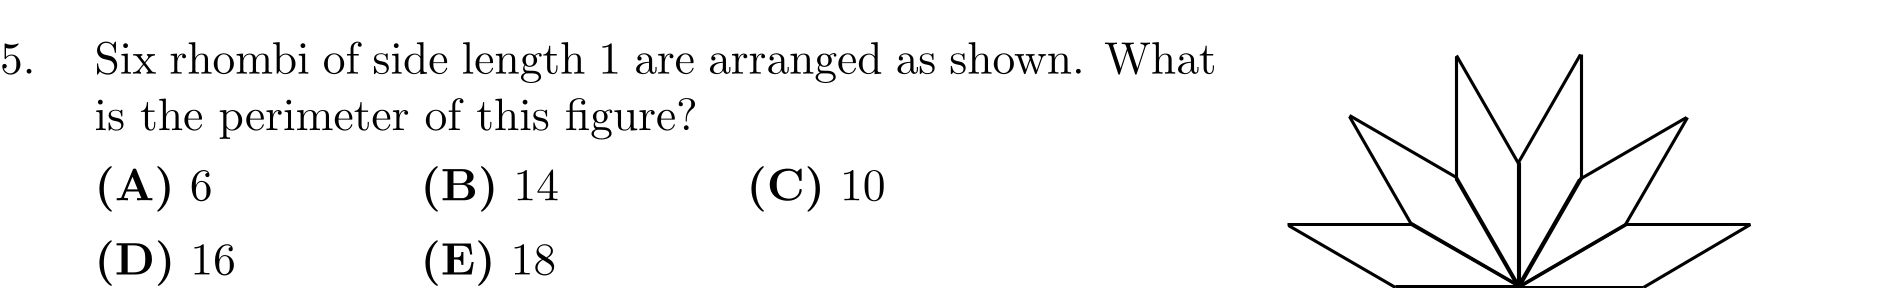 5. Six rhombi of side length 1 are arranged as shown. What
is the perimeter of this figure?
(A) 6 (B) 14 (C) 10
(D) 16 (E) 18